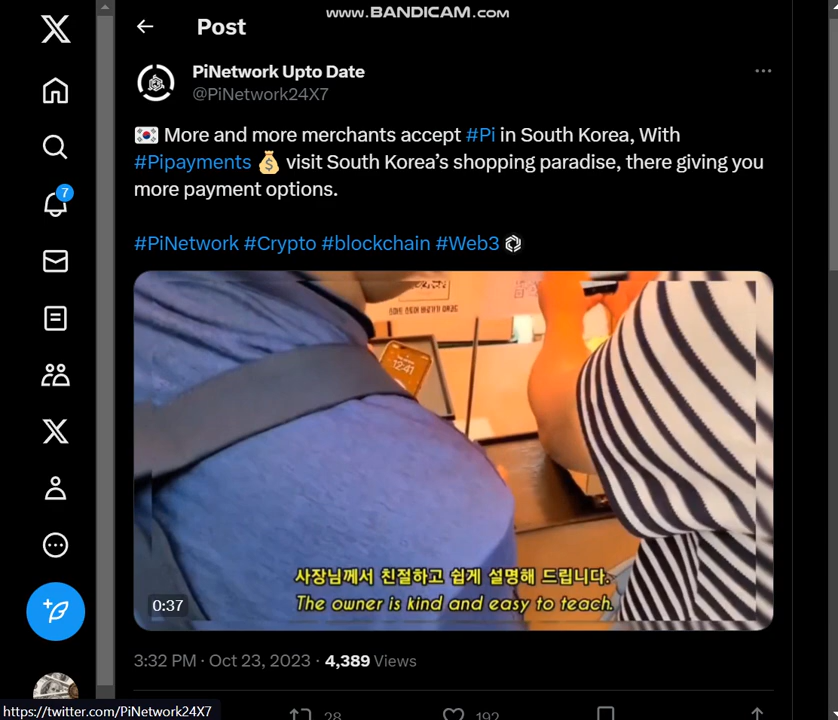 www.BANDICAM.com
Post
PiNetwork Upto Date
@PiNetwork24X7
🇰🇷 More and more merchants accept #Pi in South Korea, With
#Pipayments 💰 visit South Korea’s shopping paradise, there giving you
more payment options.
#PiNetwork #Crypto #blockchain #Web3
7
12:41
사장님께서 친절하고 쉽게 설명해 드립니다.
The owner is kind and easy to teach.
0:37
3:32 PM · Oct 23, 2023 · 4,389 Views
28
192
https://twitter.com/PiNetwork24X7